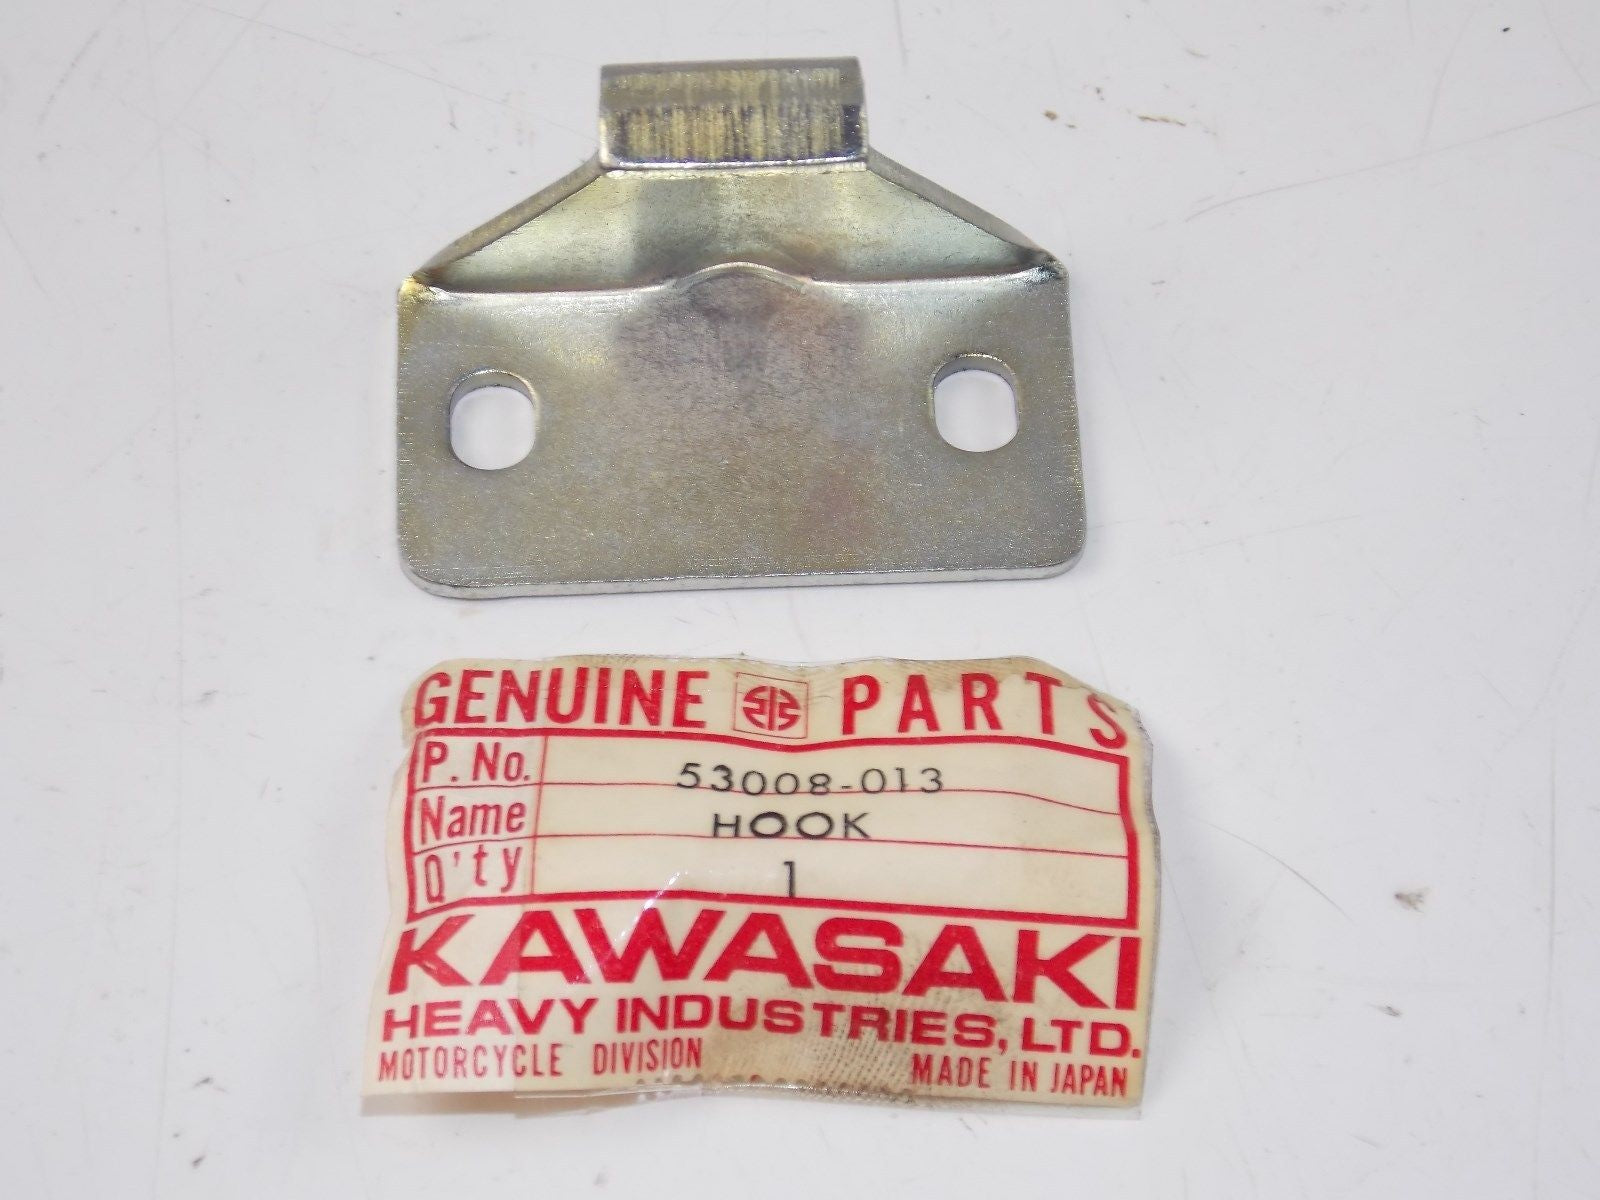 GENUINE PARTS
P. No. 53008-013
Name HOOK
Q'ty 1
KAWASAKI
HEAVY INDUSTRIES, LTD.
MOTORCYCLE DIVISION MADE IN JAPAN